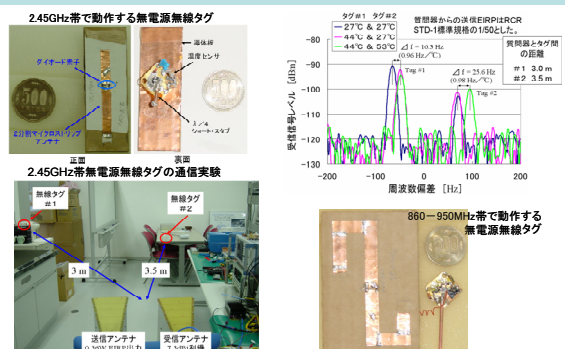 2.45GHz帯で動作する無電源無線タグ
ダイオード素子
2分割マイクロストリップ
アンテナ
正面
導体板
温度センサ
λ／4
ショート・スタブ
裏面
500
500
タグ#1 タグ#2
27℃ & 27℃
44℃ & 27℃
44℃ & 53℃
質問器からの送信EIRPはRCR
STD-1標準規格の1/50とした。
質問器とタグ間
の距離
#1 3.0 m
#2 3.5 m
Δf = 10.3 Hz
(0.96 Hz/℃)
Tag #1
Δf = 25.6 Hz
(0.98 Hz/℃)
Tag #2
受信信号レベル [dBm]
-80
-90
-100
-110
-120
-130
-200 -100 0 100 200
周波数偏差 [Hz]
2.45GHz帯無電源無線タグの通信実験
無線タグ
#1
無線タグ
#2
3 m
3.5 m
送信アンテナ
受信アンテナ
860－950MHz帯で動作する
無電源無線タグ
500